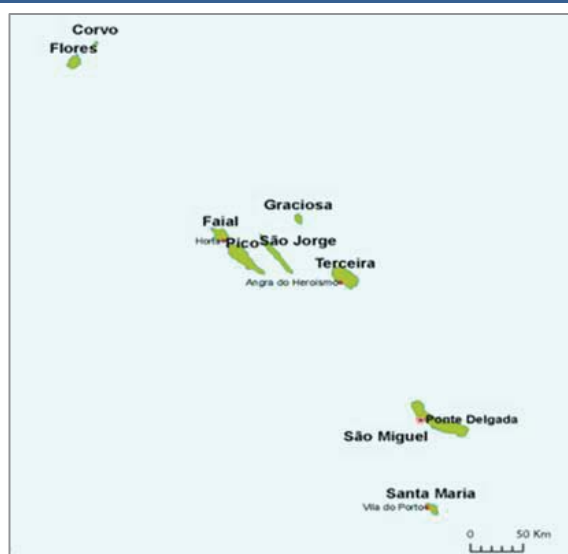 Corvo
Flores
Graciosa
Faial
Horta
Pico
São Jorge
Terceira
Angra do Heroísmo
Ponte Delgada
São Miguel
Santa Maria
Vila do Porto
0 50 Km